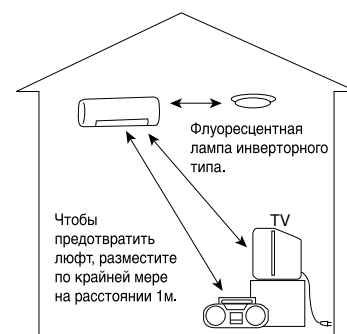 Флуоресцентная
лампа инверторного
типа.
TV
Чтобы
предотвратить
люфт, разместите
по крайней мере
на расстоянии 1м.